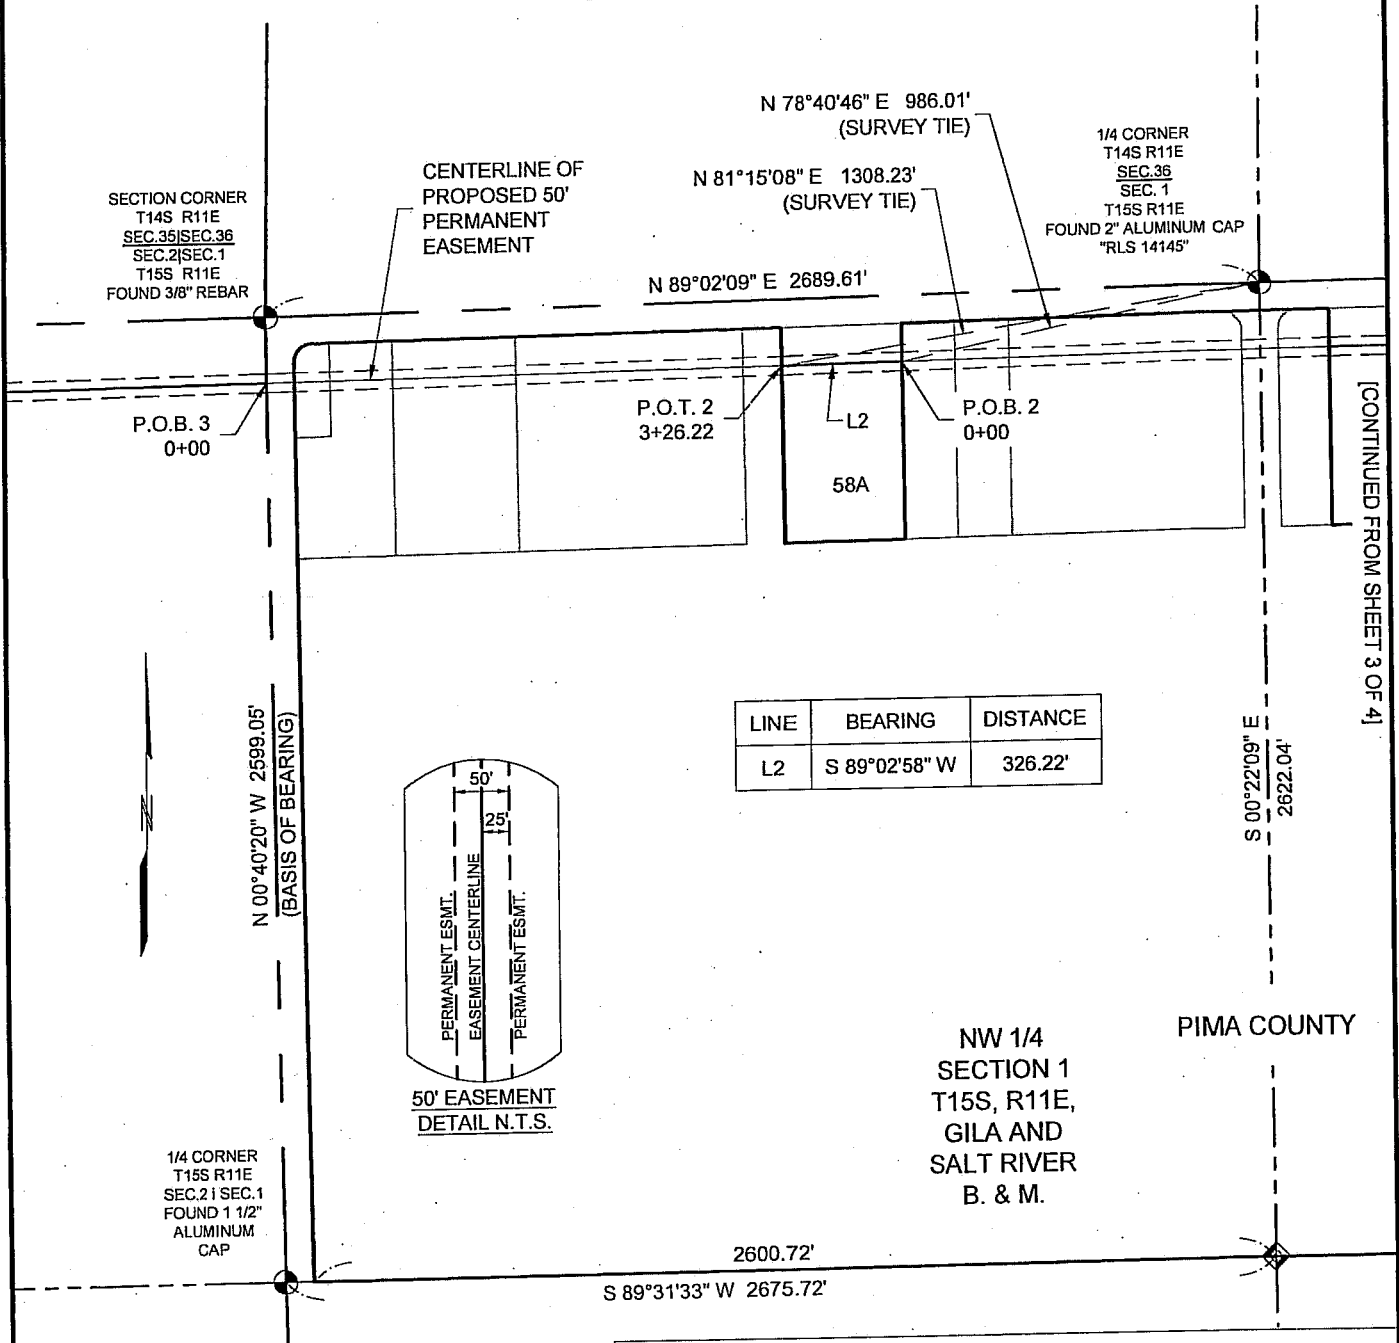 N 78°40'46" E 986.01'
(SURVEY TIE)
N 81°15'08" E 1308.23'
(SURVEY TIE)
1/4 CORNER
T14S R11E
SEC.36
SEC. 1
T15S R11E
FOUND 2" ALUMINUM CAP
"RLS 14145"
CENTERLINE OF
PROPOSED 50'
PERMANENT
EASEMENT
SECTION CORNER
T14S R11E
SEC.35|SEC.36
SEC.2|SEC.1
T15S R11E
FOUND 3/8" REBAR
N 89°02'09" E 2689.61'
P.O.B. 3
0+00
P.O.T. 2
3+26.22
L2
P.O.B. 2
0+00
58A
[CONTINUED FROM SHEET 3 OF 4]
LINE BEARING DISTANCE
L2 S 89°02'58" W 326.22'
N 00°40'20" W 2599.05'
(BASIS OF BEARING)
S 00°22'09" E
2622.04'
N
50'
25'
PERMANENT ESMT.
EASEMENT CENTERLINE
PERMANENT ESMT.
50' EASEMENT
DETAIL N.T.S.
NW 1/4
SECTION 1
T15S, R11E,
GILA AND
SALT RIVER
B. & M.
PIMA COUNTY
1/4 CORNER
T15S R11E
SEC.2 | SEC.1
FOUND 1 1/2"
ALUMINUM
CAP
2600.72'
S 89°31'33" W 2675.72'